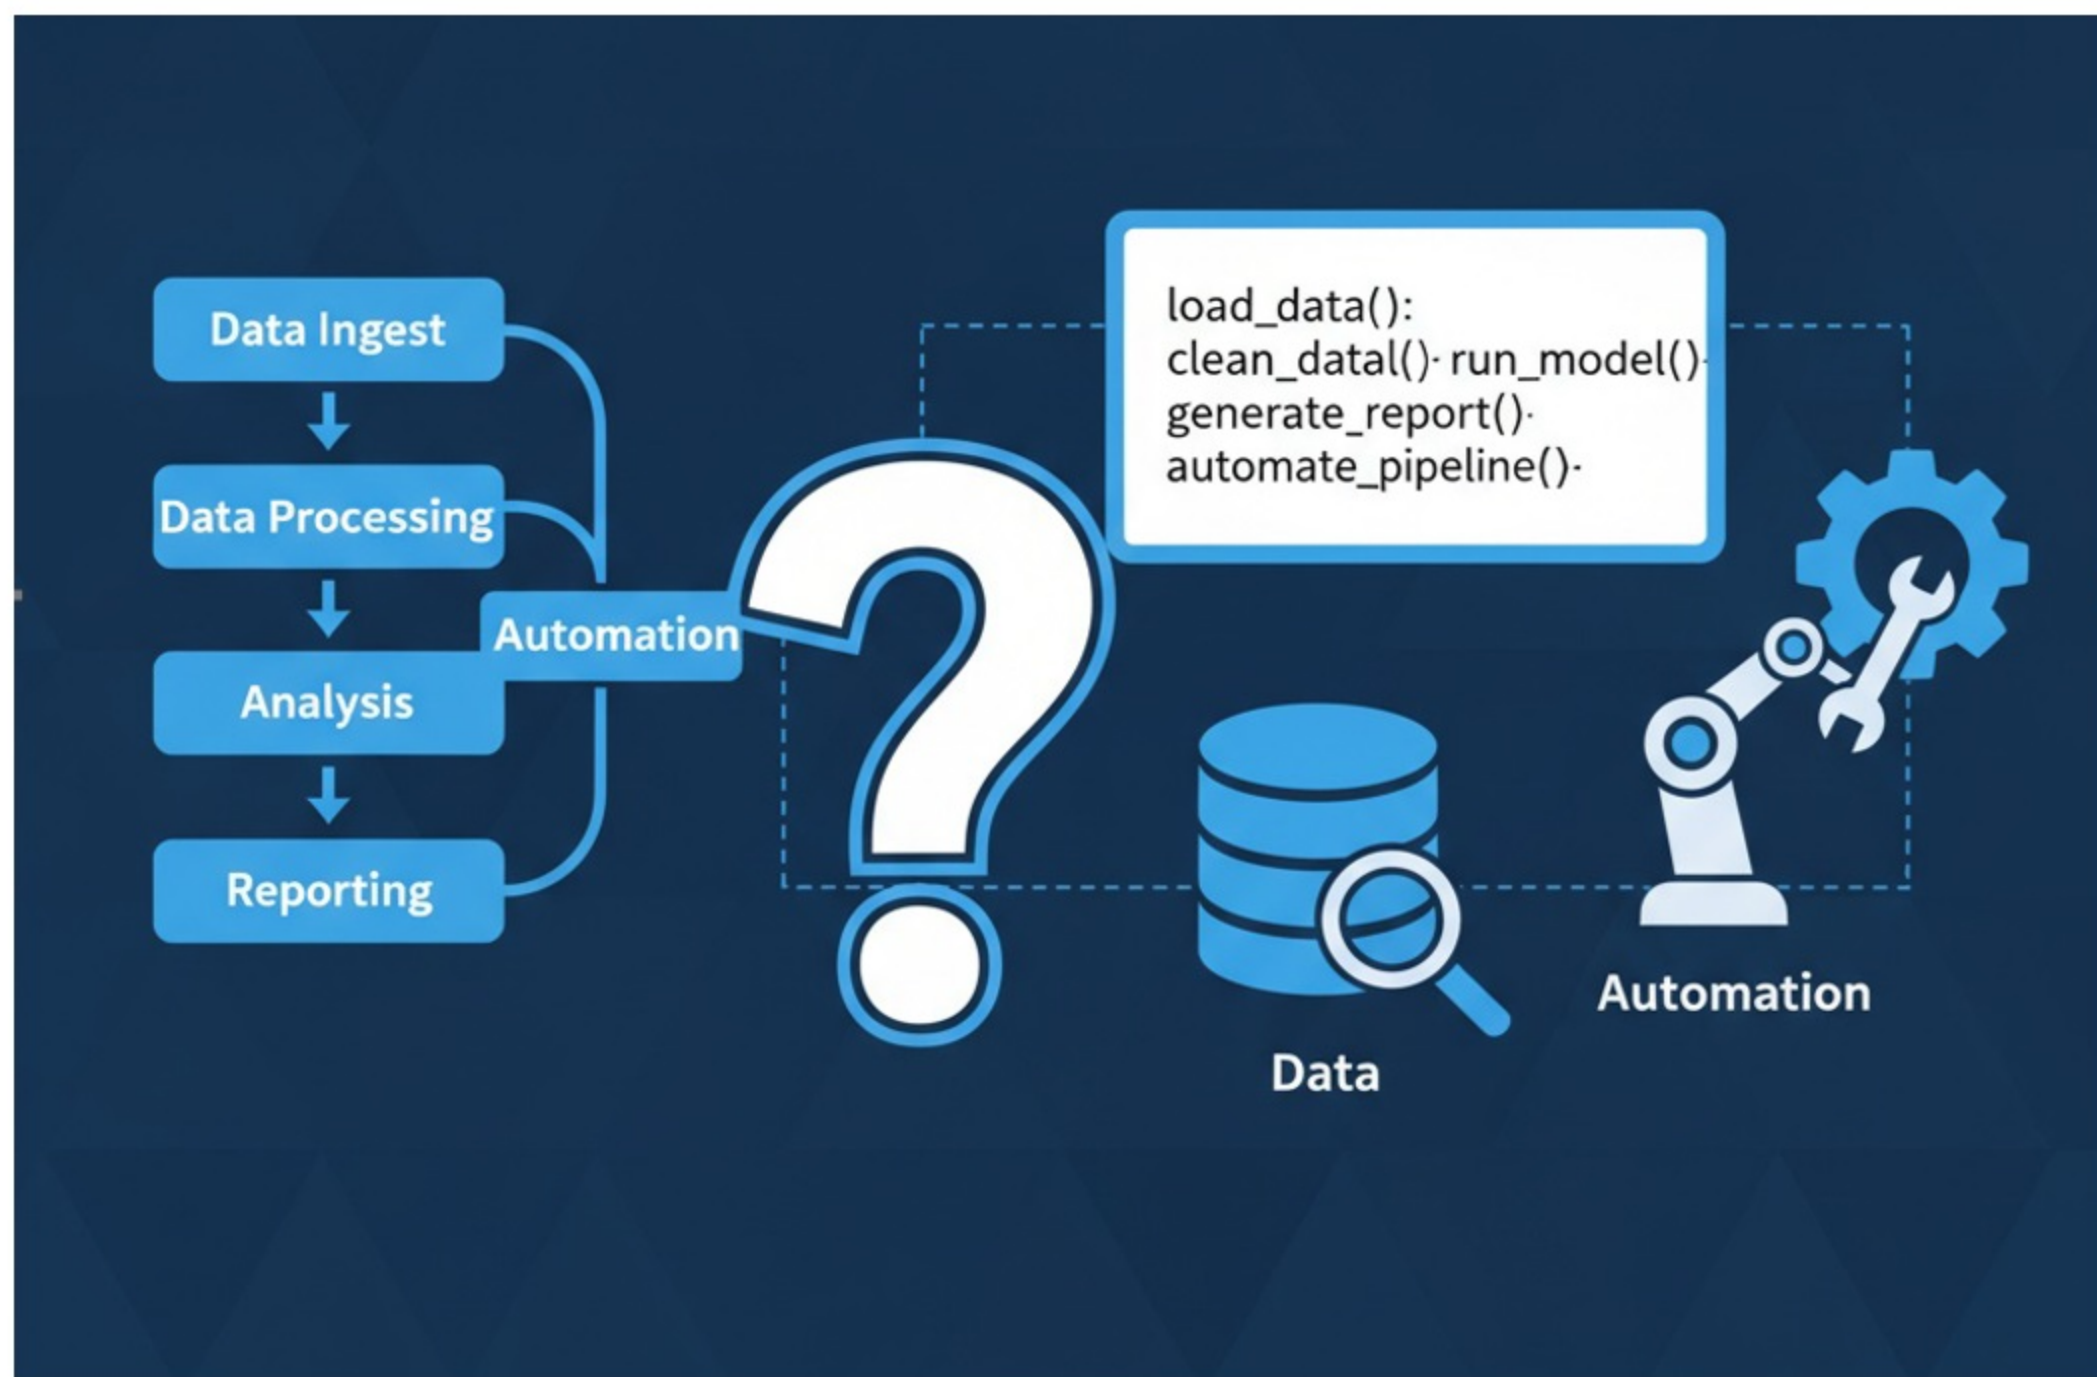 Data Ingest
Data Processing
Automation
Analysis
Reporting
load_data():
clean_datal()· run_model()·
generate_report()·
automate_pipeline()·
?
Data
Automation